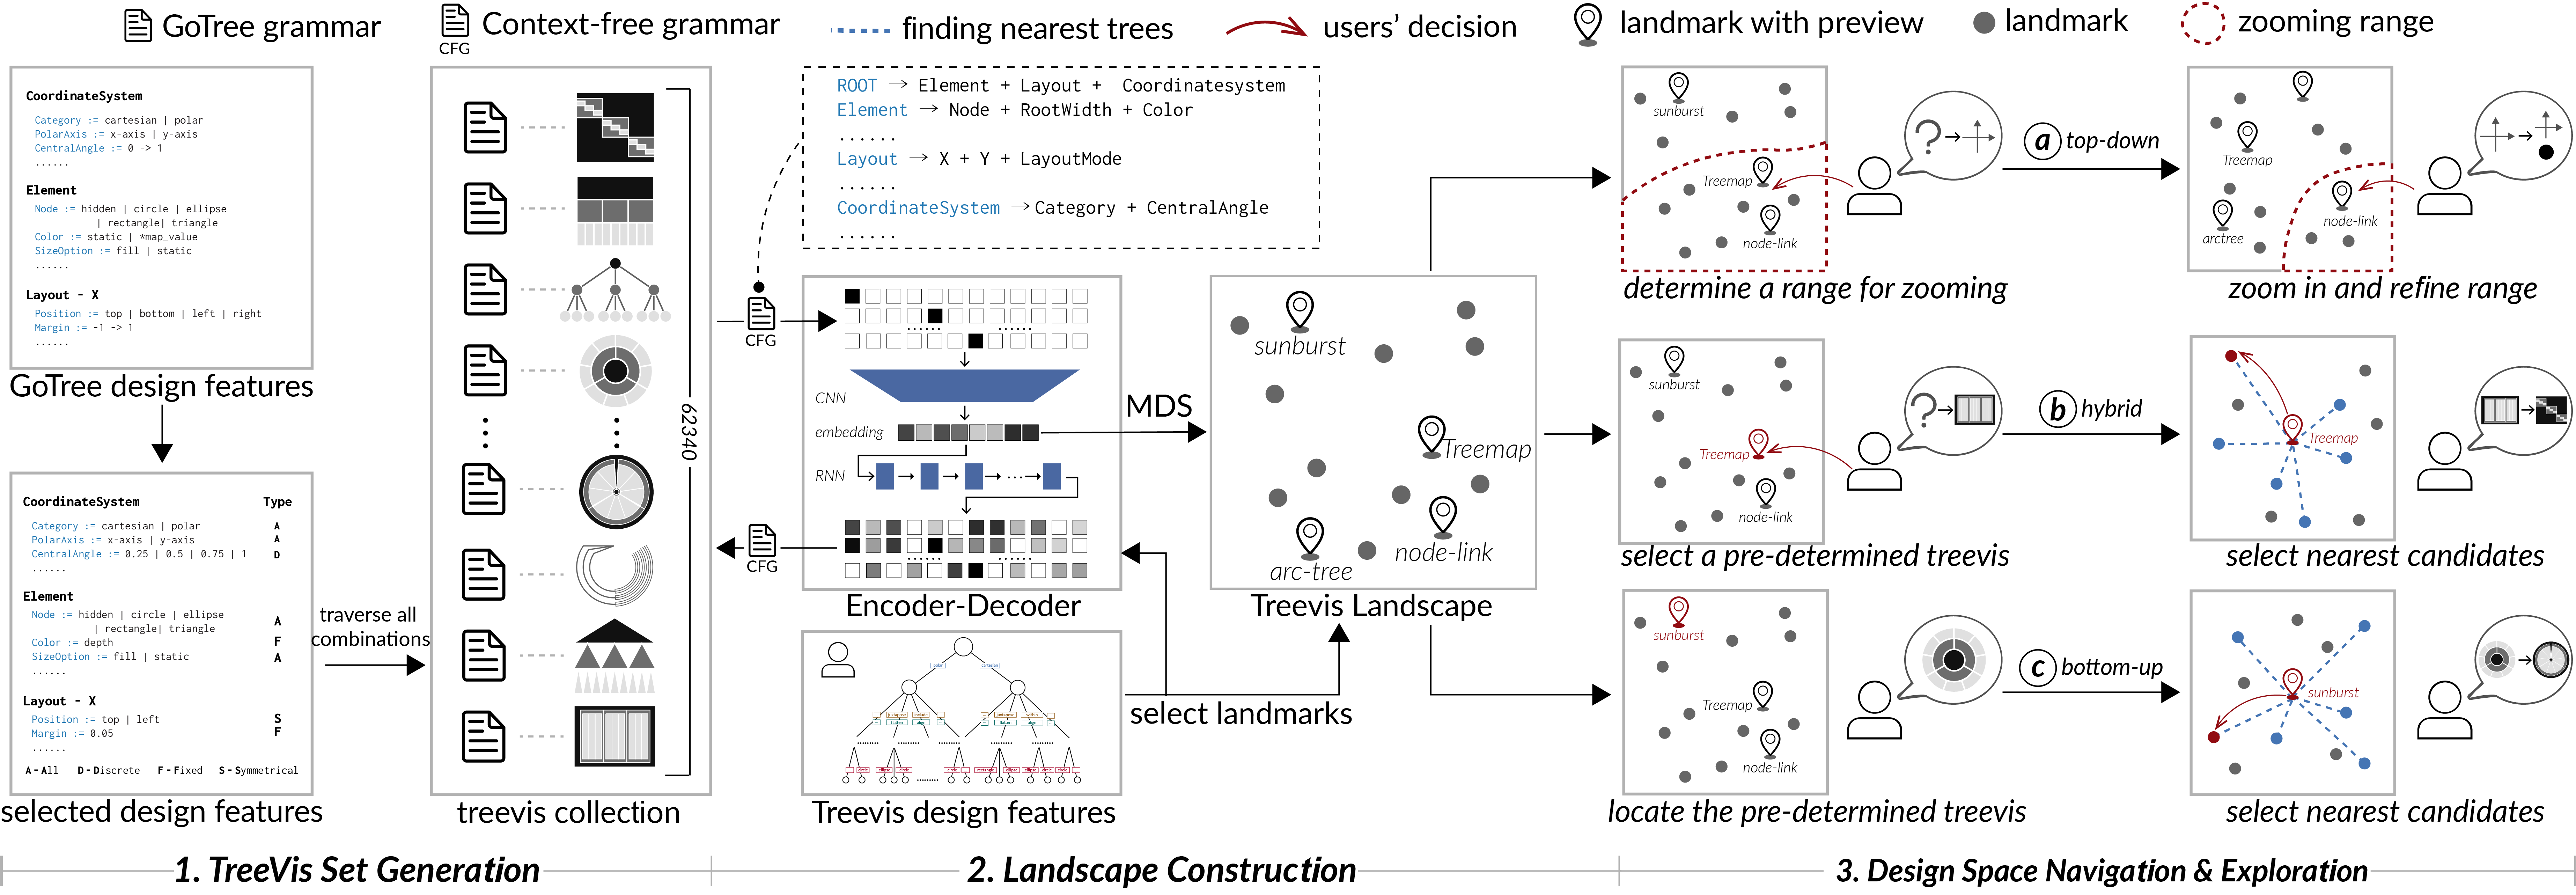 GoTree grammar
CFG
Context-free grammar
finding nearest trees
users' decision
landmark with preview
landmark
zooming range
CoordinateSystem
Category := cartesian | polar
PolarAxis := x-axis | y-axis
CentralAngle := 0 -> 1
......
Element
Node := hidden | circle | ellipse
| rectangle| triangle
Color := static | *map_value
SizeOption := fill | static
......
Layout - X
Position := top | bottom | left | right
Margin := -1 -> 1
......
GoTree design features
CoordinateSystem Type
Category := cartesian | polar A
PolarAxis := x-axis | y-axis A
CentralAngle := 0.25 | 0.5 | 0.75 | 1 D
......
Element
Node := hidden | circle | ellipse
| rectangle| triangle A
Color := depth F
SizeOption := fill | static A
......
Layout - X
Position := top | left S
Margin := 0.05 F
......
A - All D - Discrete F - Fixed S - Symmetrical
selected design features
traverse all
combinations
62340
treevis collection
ROOT → Element + Layout + Coordinatesystem
Element → Node + RootWidth + Color
......
Layout → X + Y + LayoutMode
......
CoordinateSystem →Category + CentralAngle
......
CFG
CFG
CNN
embedding
RNN
Encoder-Decoder
MDS
Treevis design features
select landmarks
sunburst
Treemap
node-link
arc-tree
Treevis Landscape
sunburst
Treemap
node-link
?→
determine a range for zooming
a top-down
Treemap
node-link
arctree
zoom in and refine range
sunburst
Treemap
node-link
?→
select a pre-determined treevis
b hybrid
Treemap
select nearest candidates
sunburst
Treemap
node-link
locate the pre-determined treevis
c bottom-up
sunburst
select nearest candidates
1. TreeVis Set Generation
2. Landscape Construction
3. Design Space Navigation & Exploration